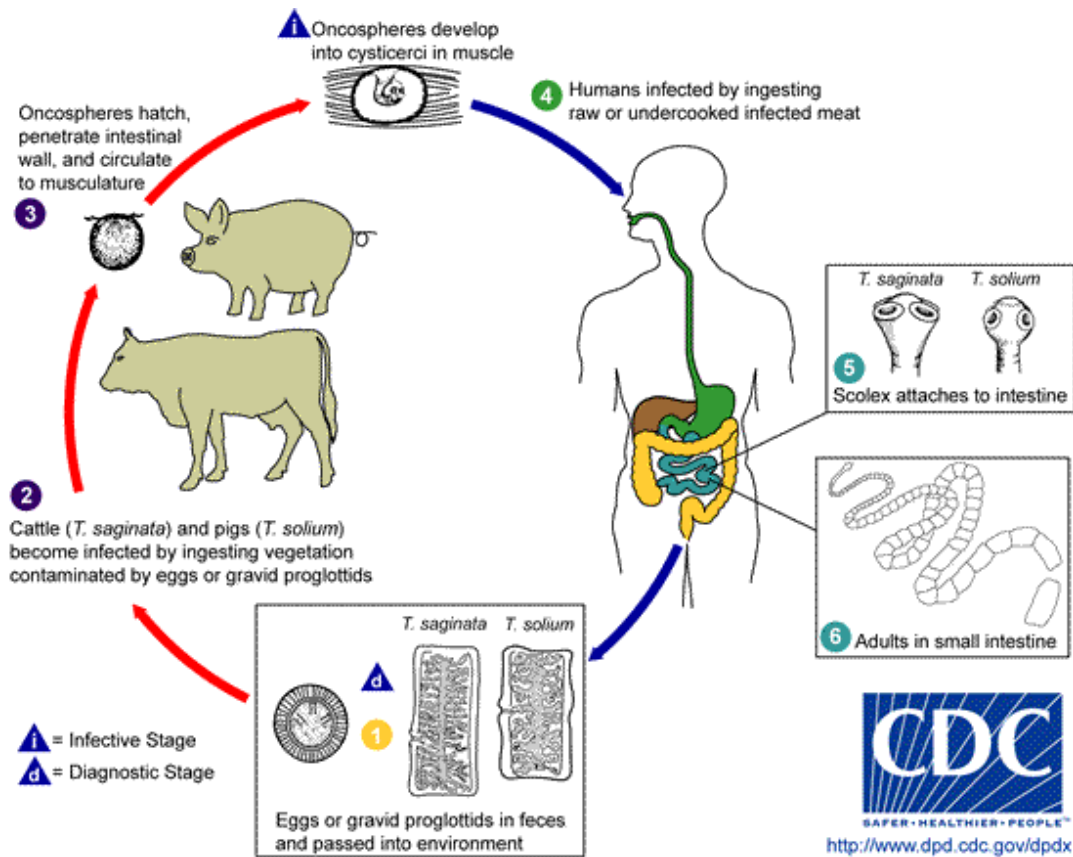 i Oncospheres develop
into cysticerci in muscle
4 Humans infected by ingesting
raw or undercooked infected meat
Oncospheres hatch,
penetrate intestinal
wall, and circulate
to musculature
3
T. saginata T. solium
5
Scolex attaches to intestine
2
Cattle (T. saginata) and pigs (T. solium)
become infected by ingesting vegetation
contaminated by eggs or gravid proglottids
6 Adults in small intestine
T. saginata T. solium
d
1
Eggs or gravid proglottids in feces
and passed into environment
i = Infective Stage
d = Diagnostic Stage
CDC
SAFER • HEALTHIER • PEOPLE™
http://www.dpd.cdc.gov/dpdx